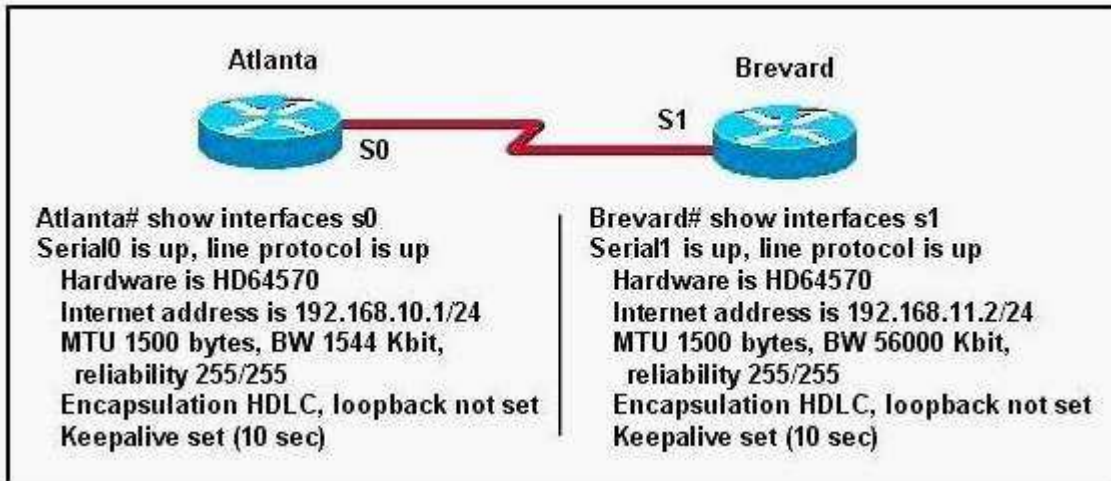 Atlanta
Brevard
S0
S1
Atlanta# show interfaces s0
Serial0 is up, line protocol is up
Hardware is HD64570
Internet address is 192.168.10.1/24
MTU 1500 bytes, BW 1544 Kbit,
reliability 255/255
Encapsulation HDLC, loopback not set
Keepalive set (10 sec)
Brevard# show interfaces s1
Serial1 is up, line protocol is up
Hardware is HD64570
Internet address is 192.168.11.2/24
MTU 1500 bytes, BW 56000 Kbit,
reliability 255/255
Encapsulation HDLC, loopback not set
Keepalive set (10 sec)